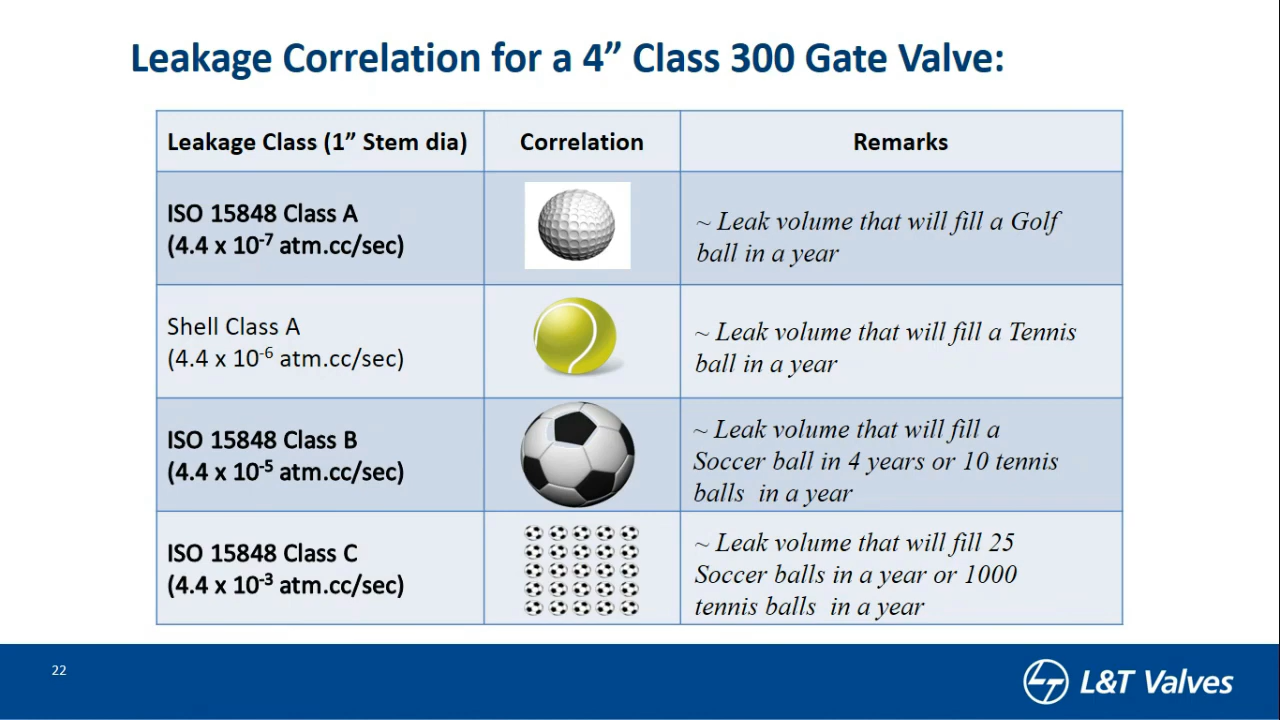 Leakage Correlation for a 4” Class 300 Gate Valve:
Leakage Class (1” Stem dia)
Correlation
Remarks
ISO 15848 Class A
(4.4 x 10⁻⁷ atm.cc/sec)
~ Leak volume that will fill a Golf
ball in a year
Shell Class A
(4.4 x 10⁻⁶ atm.cc/sec)
~ Leak volume that will fill a Tennis
ball in a year
ISO 15848 Class B
(4.4 x 10⁻⁵ atm.cc/sec)
~ Leak volume that will fill a
Soccer ball in 4 years or 10 tennis
balls in a year
ISO 15848 Class C
(4.4 x 10⁻³ atm.cc/sec)
~ Leak volume that will fill 25
Soccer balls in a year or 1000
tennis balls in a year
22
L&T Valves